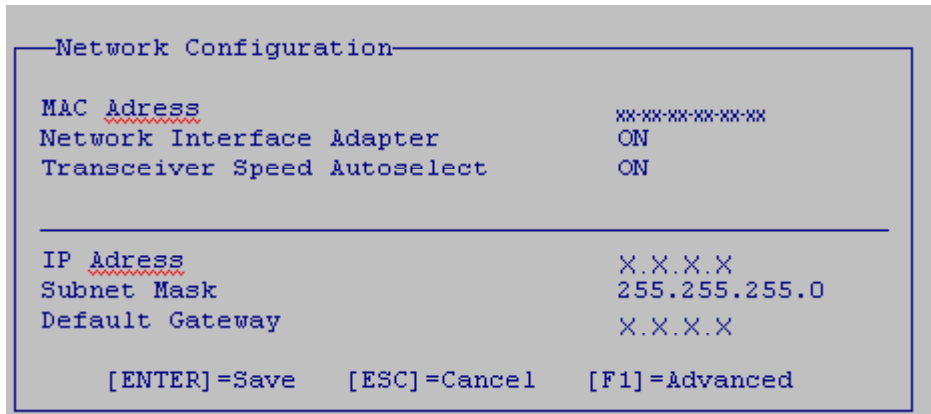 Network Configuration
MAC Adress xx-xx-xx-xx-xx-xx
Network Interface Adapter ON
Transceiver Speed Autoselect ON
IP Adress X.X.X.X
Subnet Mask 255.255.255.0
Default Gateway X.X.X.X
[ENTER]=Save [ESC]=Cancel [F1]=Advanced